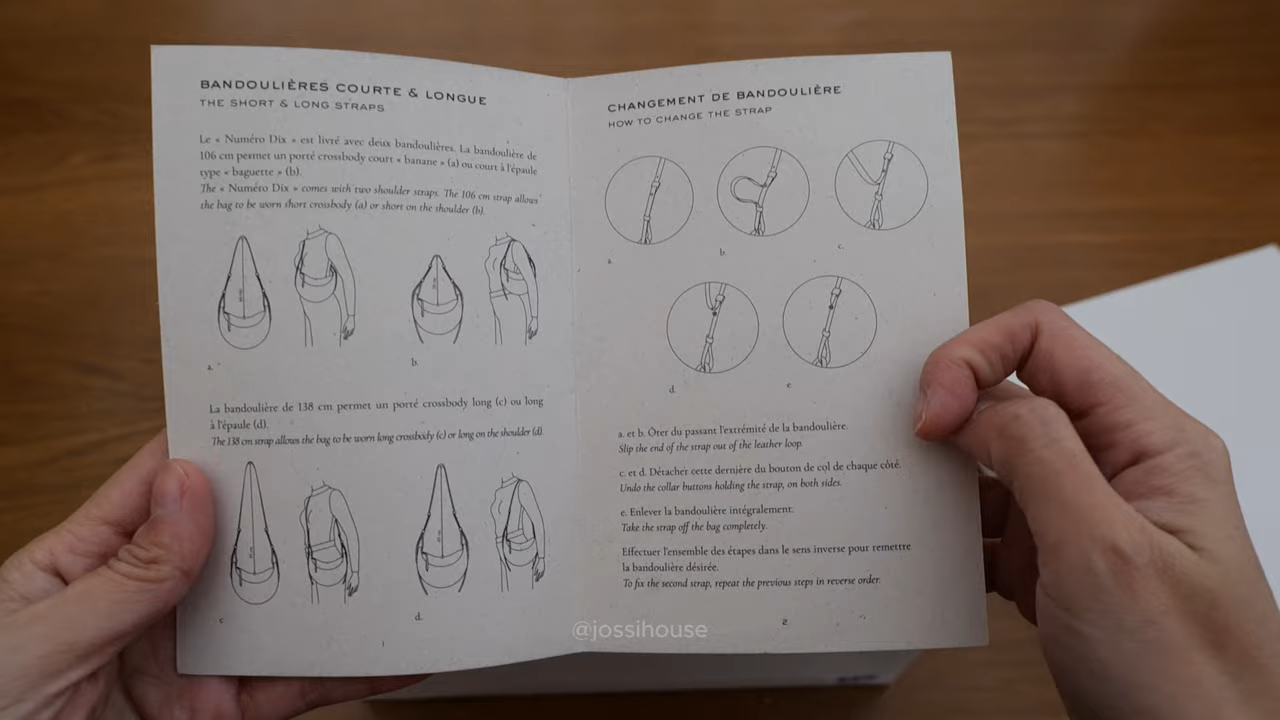 BANDOULIÈRES COURTE & LONGUE
THE SHORT & LONG STRAPS
Le « Numéro Dix » est livré avec deux bandoulières. La bandoulière de
106 cm permet un porté crossbody court « banane » (a) ou court à l'épaule
type « baguette » (b).
The « Numéro Dix » comes with two shoulder straps. The 106 cm strap allows
the bag to be worn short crossbody (a) or short on the shoulder (b).
a.
b.
La bandoulière de 138 cm permet un porté crossbody long (c) ou long
à l'épaule (d).
The 138 cm strap allows the bag to be worn long crossbody (c) or long on the shoulder (d).
c
d.
1
CHANGEMENT DE BANDOULIÈRE
HOW TO CHANGE THE STRAP
a.
b.
c.
d.
e
a. et b. Ôter du passant l'extrémité de la bandoulière.
Slip the end of the strap out of the leather loop.
c. et d. Détacher cette dernière du bouton de col de chaque côté.
Undo the collar buttons holding the strap, on both sides.
e. Enlever la bandoulière intégralement.
Take the strap off the bag completely.
Effectuer l'ensemble des étapes dans le sens inverse pour remettre
la bandoulière désirée.
To fix the second strap, repeat the previous steps in reverse order.
2
@jossihouse